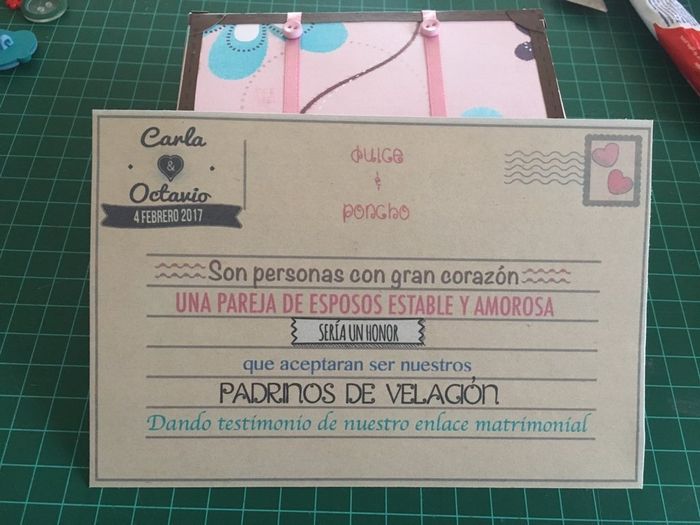 Carla
&
Octavio
4 FEBRERO 2017
Dulce
&
Poncho
Son personas con gran corazón
UNA PAREJA DE ESPOSOS ESTABLE Y AMOROSA
SERÍA UN HONOR
que aceptaran ser nuestros
PADRINOS DE VELACIÓN
Dando testimonio de nuestro enlace matrimonial